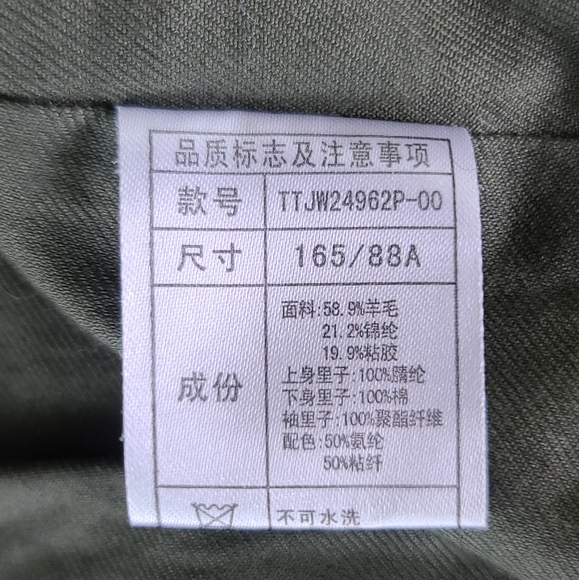 品质标志及注意事项
款号 TTJW24962P-00
尺寸 165/88A
成份 面料:58.9%羊毛
21.2%锦纶
19.9%粘胶
上身里子:100%腈纶
下身里子:100%棉
袖里子:100%聚酯纤维
配色:50%氨纶
50%粘纤
不可水洗